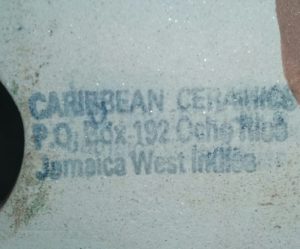 CARIBBEAN CERAMICS
P.O. Box 192 Ocho Rios
Jamaica West Indies